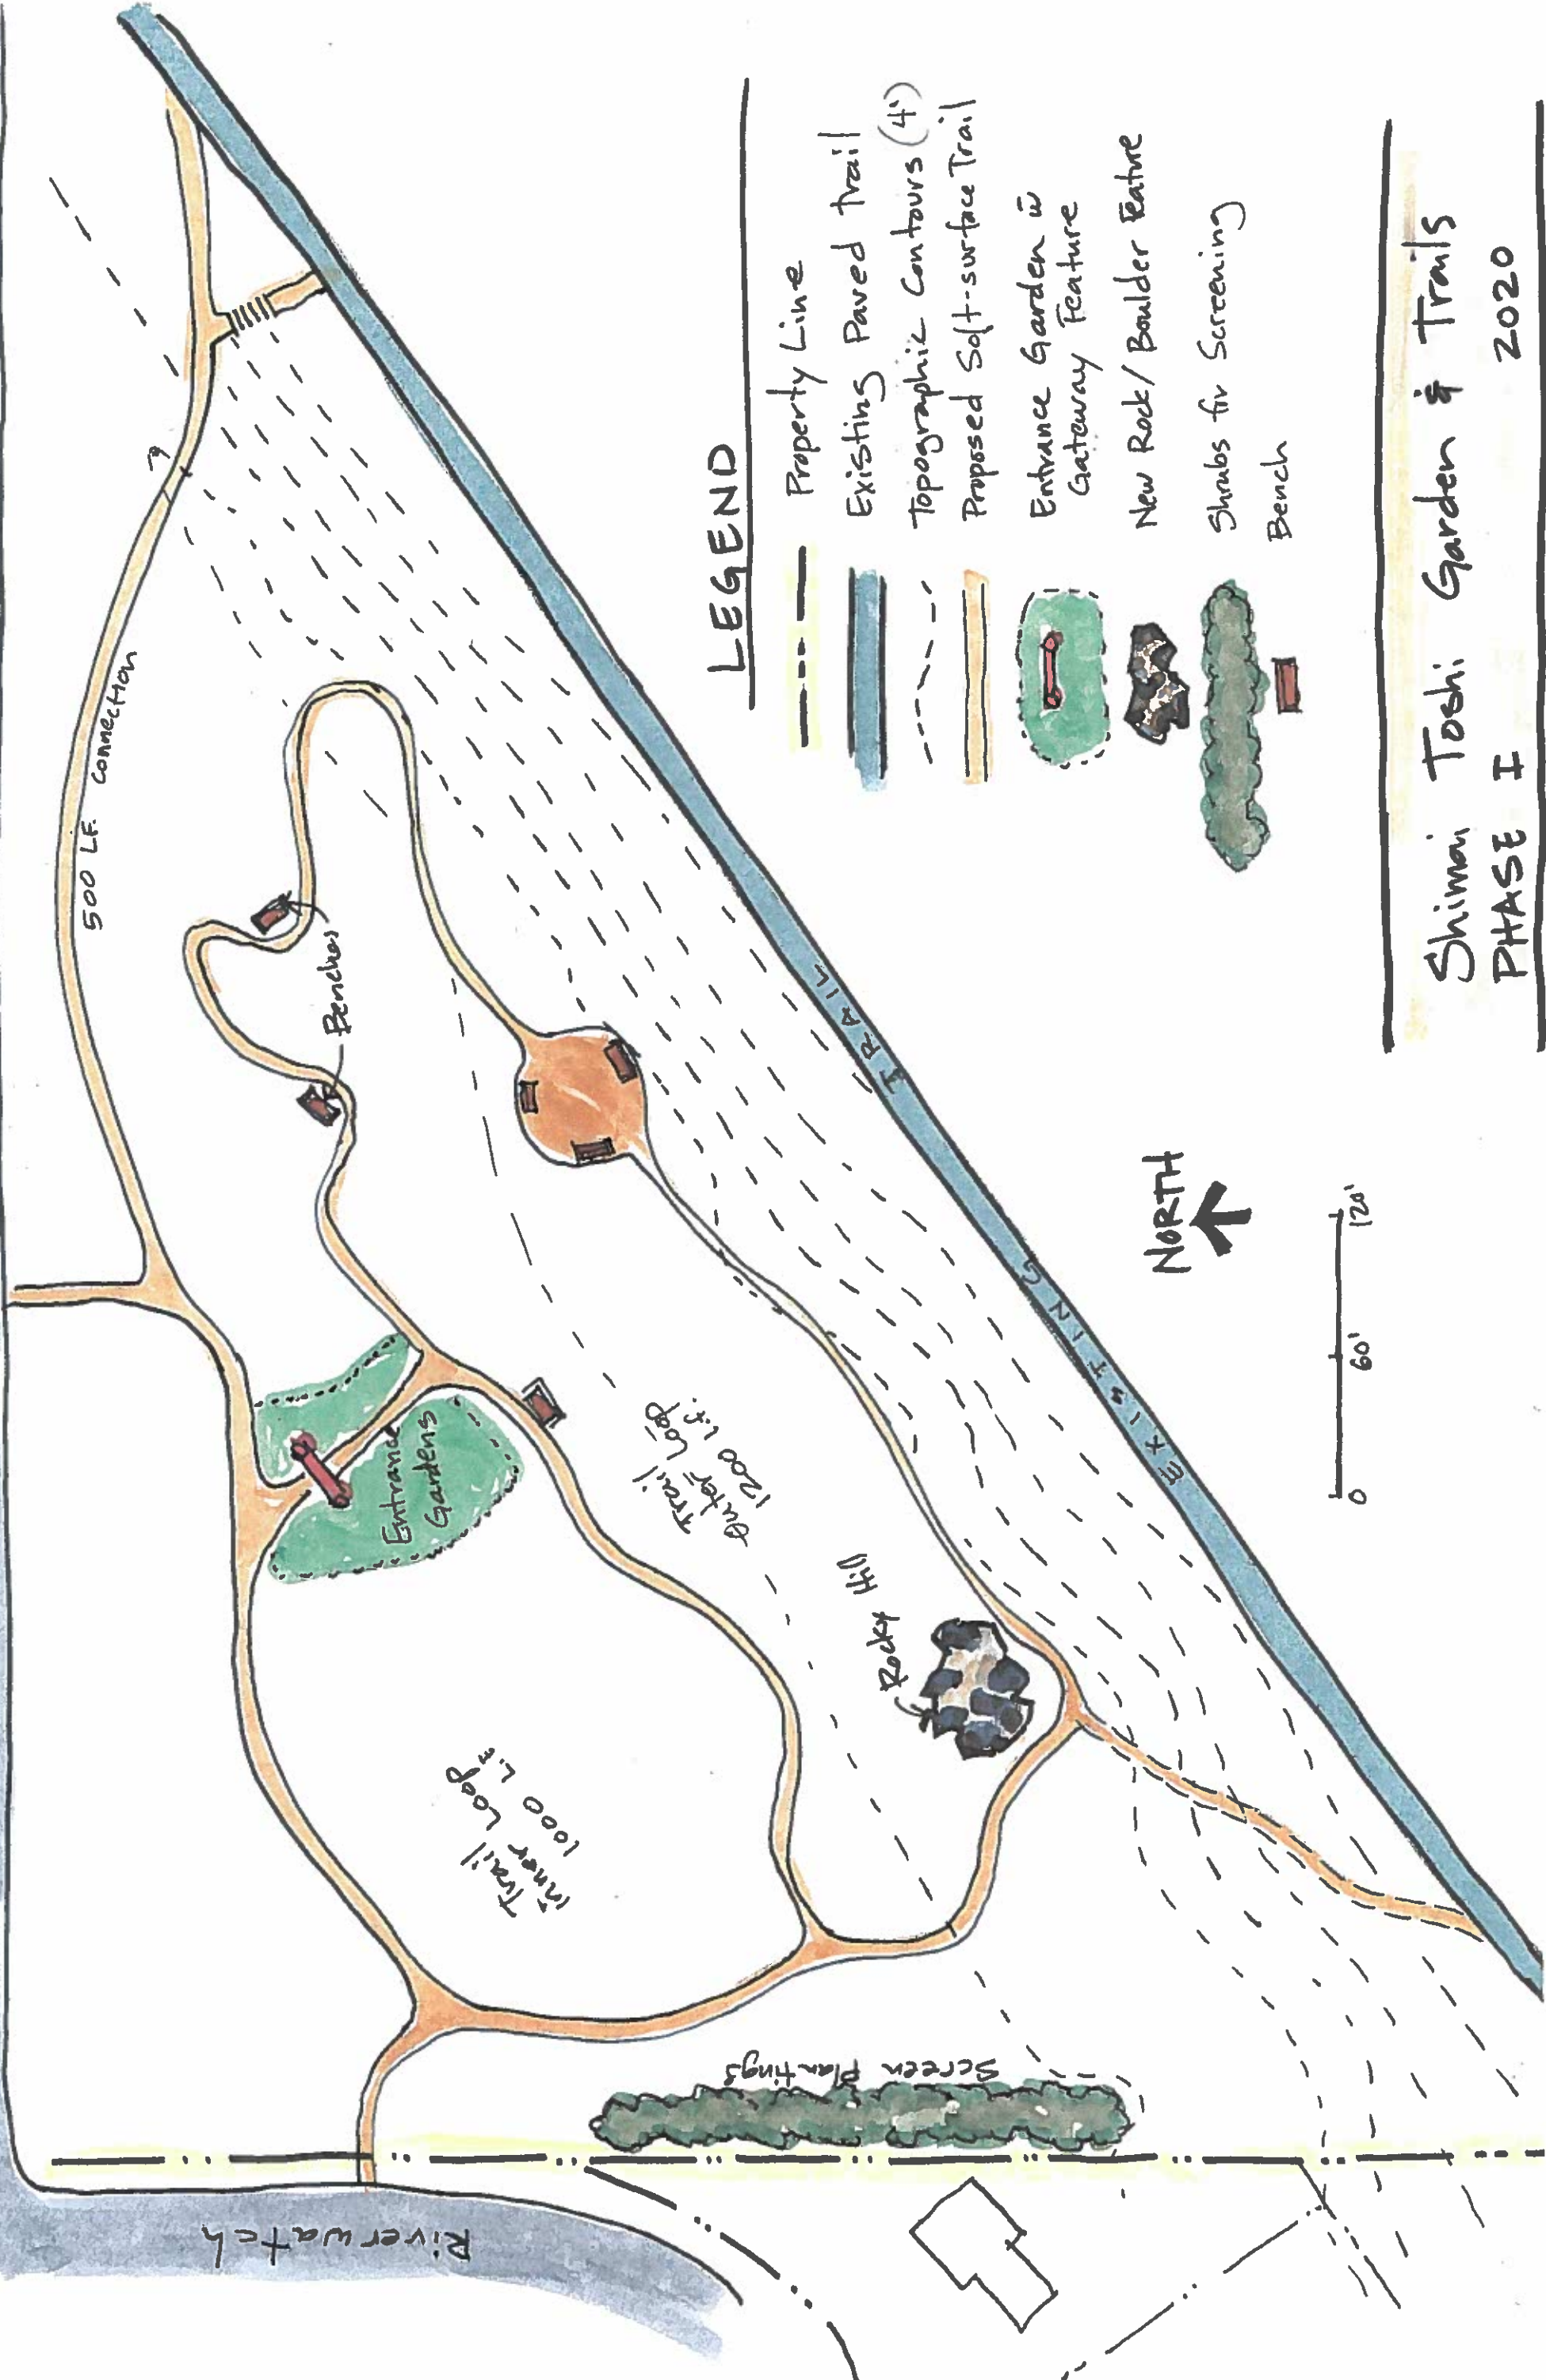 500 L.F. Connection
?
Benches
Entrance
Gardens
Trail Loop
Outer
1200 L.F.
Rocky Hill
Trail Loop
inner
1000 L.F.
Screen Plantings
Riverwatch
EXISTING TRAIL
NORTH
0 60' 120'
LEGEND
Property Line
Existing Paved trail
Topographic Contours (4')
Proposed Soft-surface Trail
Entrance Garden w
Gateway Feature
New Rock/Boulder Feature
Shrubs for Screening
Bench
Shimai Toshi Garden & Trails
PHASE I 2020